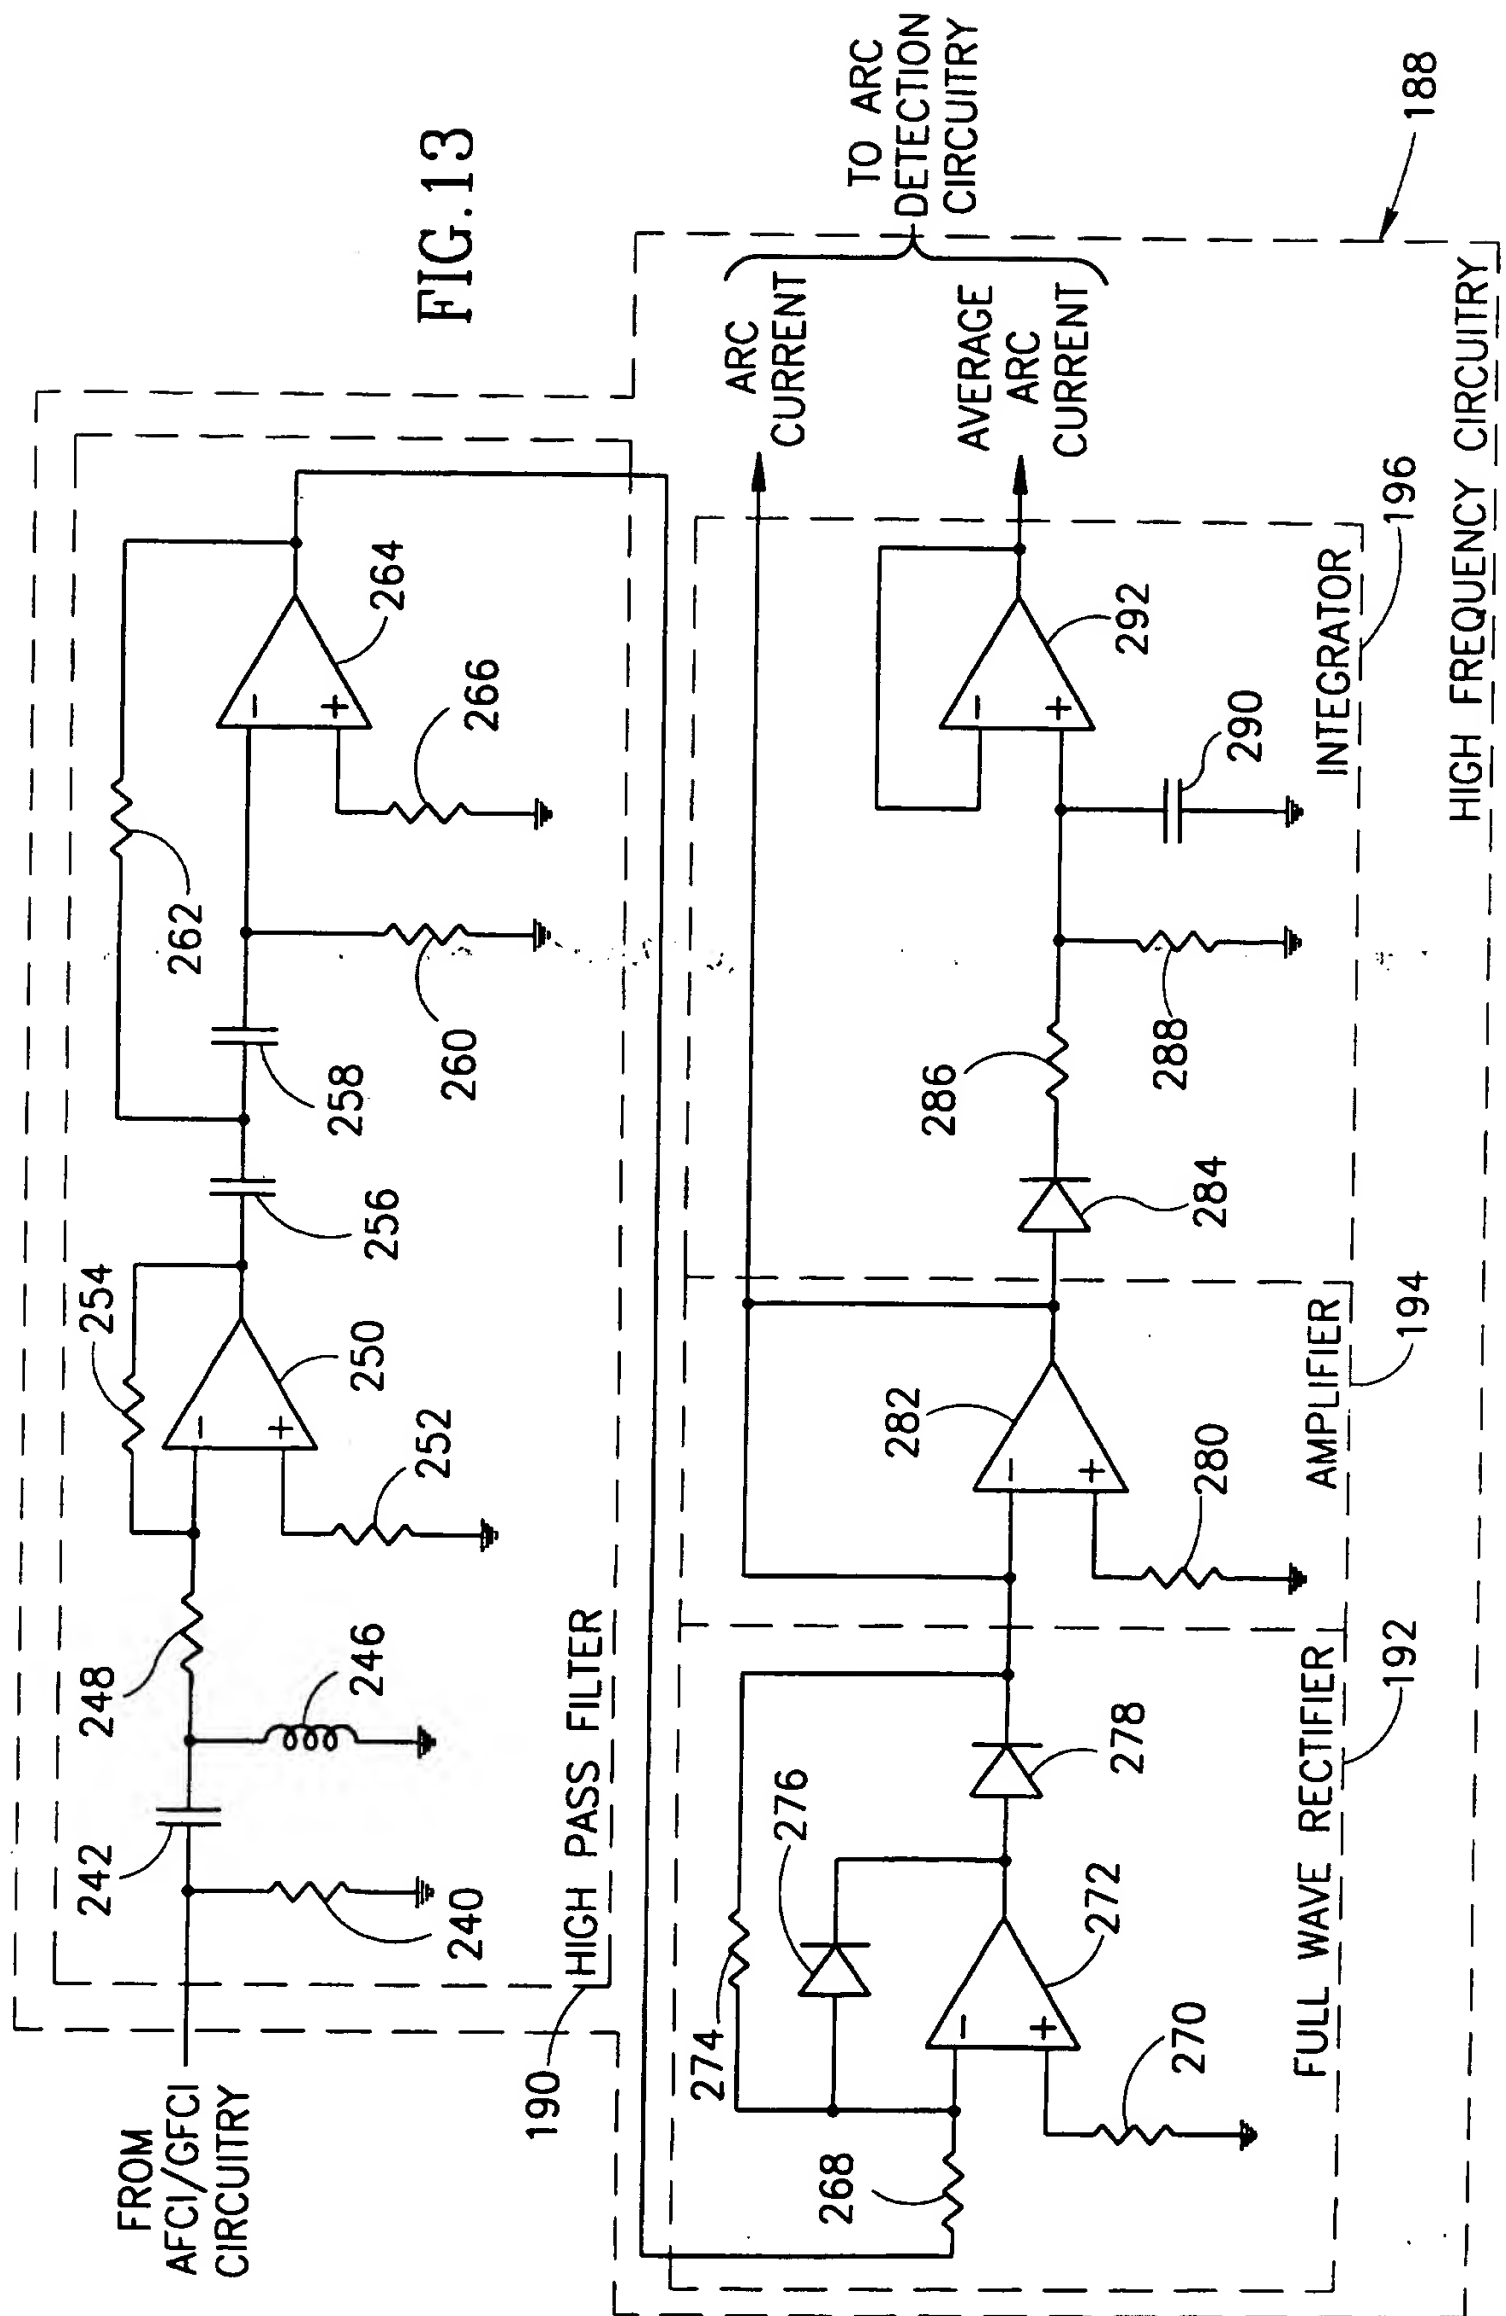 FIG.13
FROM
AFCI/GFCI
CIRCUITRY
190
HIGH PASS FILTER
240
242
246
248
250
-
+
252
254
256
258
260
262
264
-
+
266
268
270
272
-
+
274
276
278
FULL WAVE RECTIFIER
192
280
282
-
+
AMPLIFIER
194
284
286
288
290
292
-
+
INTEGRATOR
196
ARC
CURRENT
AVERAGE
ARC
CURRENT
TO ARC
DETECTION
CIRCUITRY
HIGH FREQUENCY CIRCUITRY
188